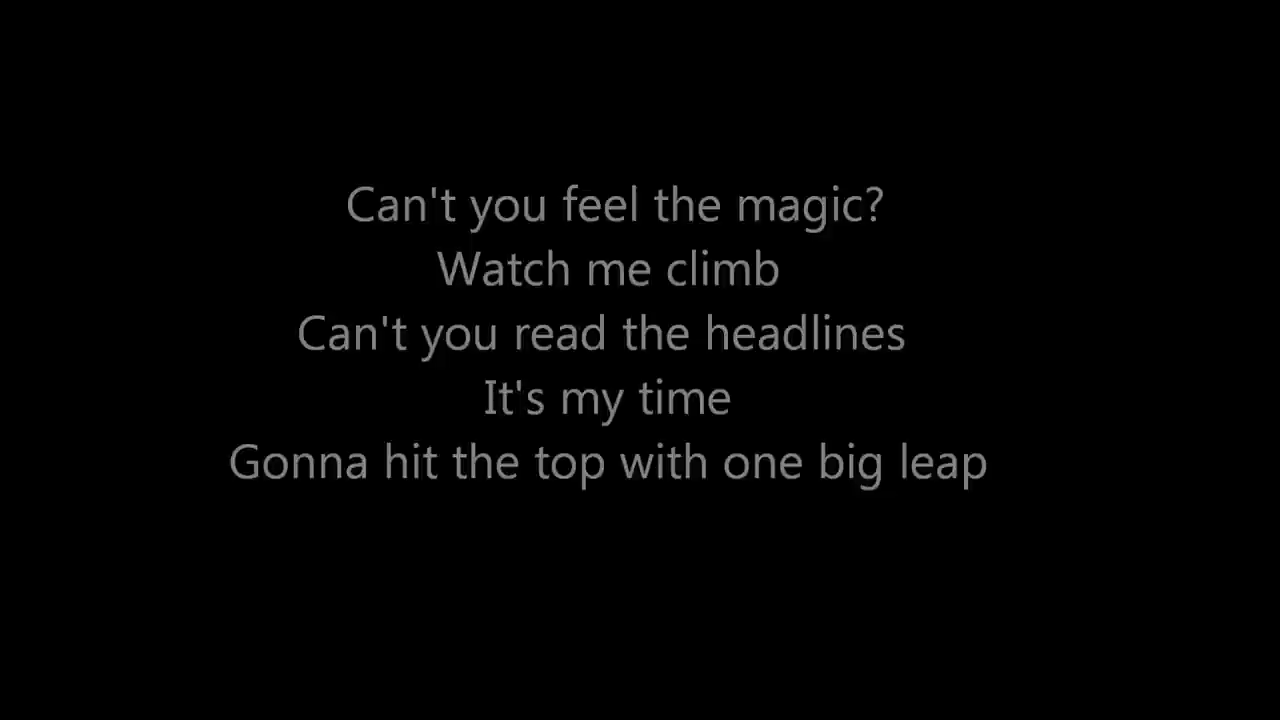 Can't you feel the magic?
Watch me climb
Can't you read the headlines
It's my time
Gonna hit the top with one big leap